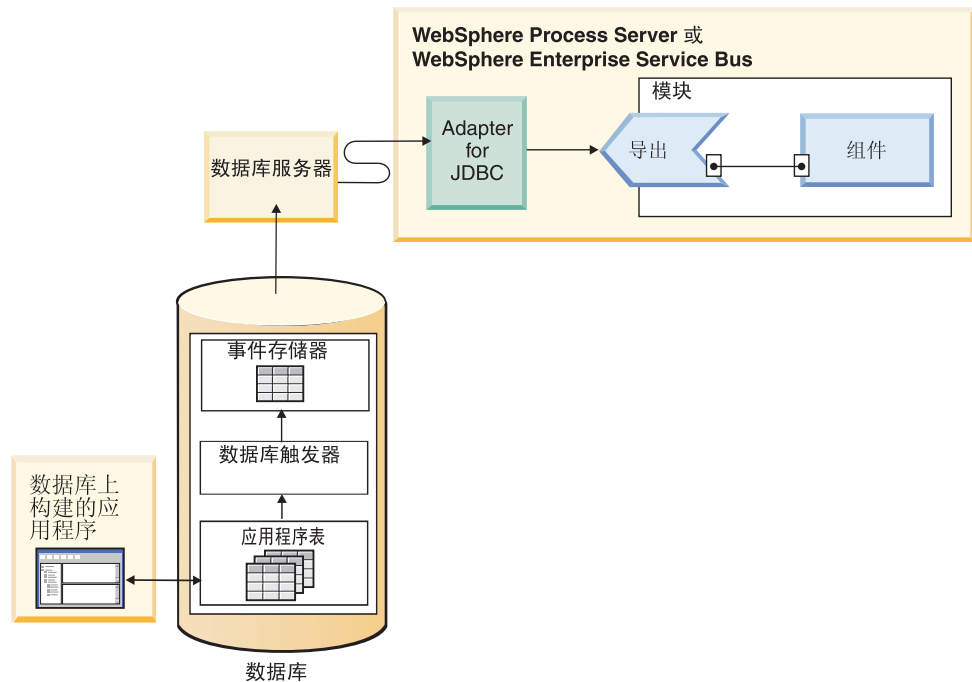 WebSphere Process Server 或
WebSphere Enterprise Service Bus
模块
Adapter
for
JDBC
导出
组件
数据库服务器
事件存储器
数据库触发器
应用程序表
数据库上
构建的应
用程序
数据库